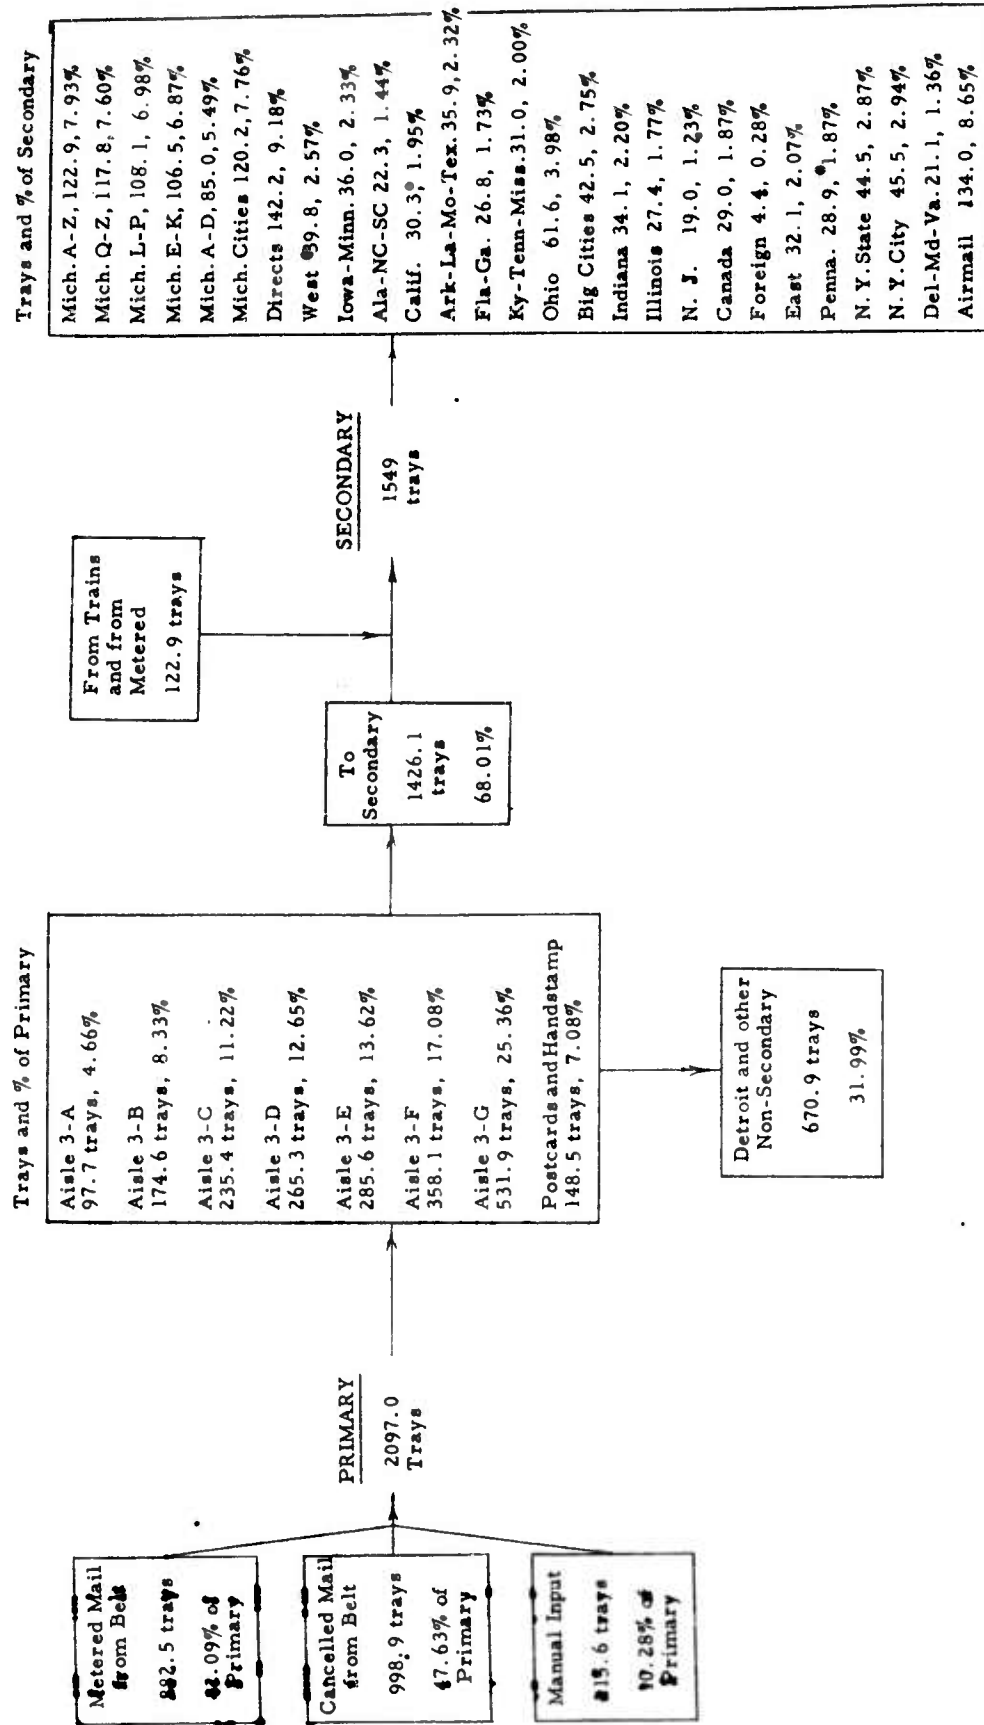 Metered Mail
from Belt
882.5 trays
42.09% of
Primary
Cancelled Mail
from Belt
998.9 trays
47.63% of
Primary
Manual Input
215.6 trays
10.28% of
Primary
PRIMARY
2097.0
Trays
Trays and % of Primary
Aisle 3-A
97.7 trays, 4.66%
Aisle 3-B
174.6 trays, 8.33%
Aisle 3-C
235.4 trays, 11.22%
Aisle 3-D
265.3 trays, 12.65%
Aisle 3-E
285.6 trays, 13.62%
Aisle 3-F
358.1 trays, 17.08%
Aisle 3-G
531.9 trays, 25.36%
Postcards and Handstamp
148.5 trays, 7.08%
Detroit and other
Non-Secondary
670.9 trays
31.99%
To
Secondary
1426.1
trays
68.01%
From Trains
and from
Metered
122.9 trays
SECONDARY
1549
trays
Trays and % of Secondary
Mich. A-Z, 122.9, 7.93%
Mich. Q-Z, 117.8, 7.60%
Mich. L-P, 108.1, 6.98%
Mich. E-K, 106.5, 6.87%
Mich. A-D, 85.0, 5.49%
Mich. Cities 120.2, 7.76%
Directs 142.2, 9.18%
West 39.8, 2.57%
Iowa-Minn. 36.0, 2.33%
Ala-NC-SC 22.3, 1.44%
Calif. 30.3, 1.95%
Ark-La-Mo-Tex. 35.9, 2.32%
Fla-Ga. 26.8, 1.73%
Ky-Tenn-Miss. 31.0, 2.00%
Ohio 61.6, 3.98%
Big Cities 42.5, 2.75%
Indiana 34.1, 2.20%
Illinois 27.4, 1.77%
N. J. 19.0, 1.23%
Canada 29.0, 1.87%
Foreign 4.4, 0.28%
East 32.1, 2.07%
Penna. 28.9, 1.87%
N. Y. State 44.5, 2.87%
N. Y. City 45.5, 2.94%
Del-Md-Va. 21.1, 1.36%
Airmail 134.0, 8.65%